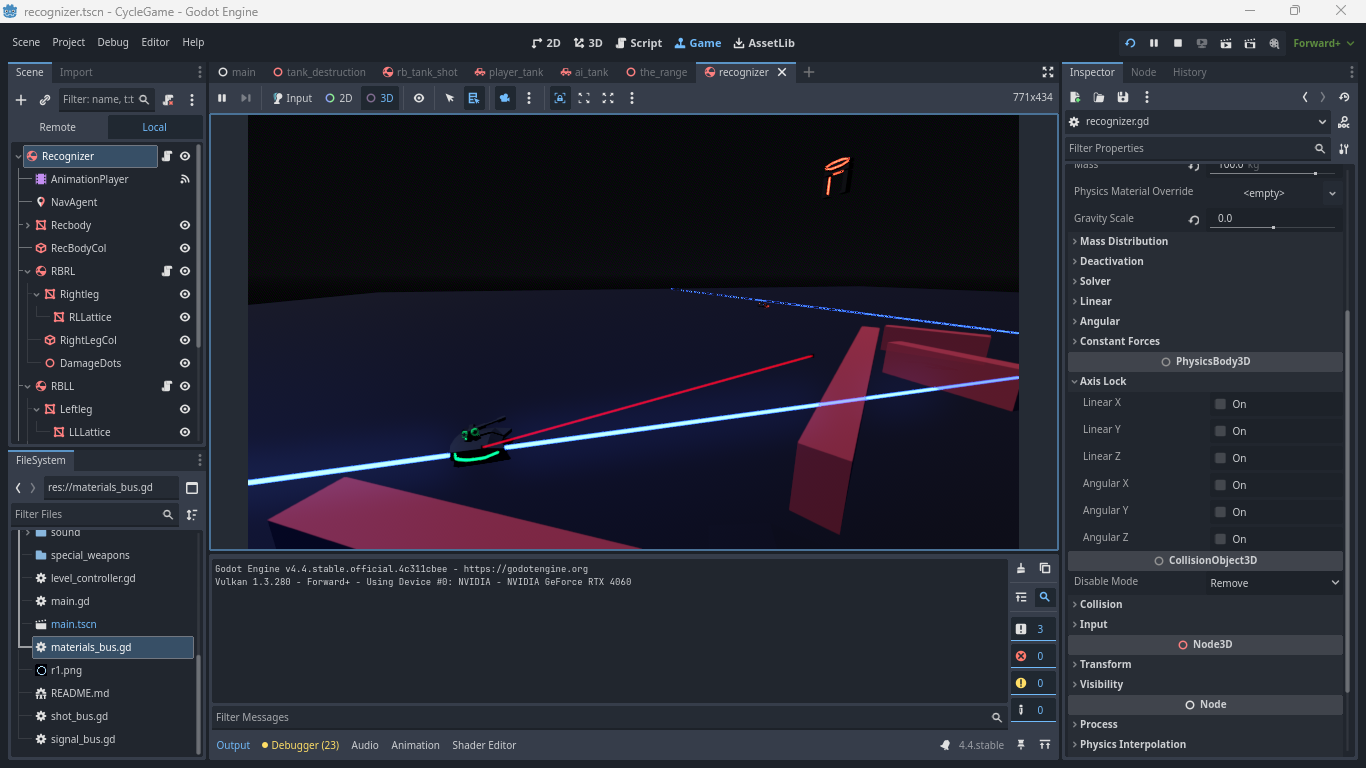 recognizer.tscn - CycleGame - Godot Engine
Scene Project Debug Editor Help
2D 3D Script Game AssetLib
Forward+
Scene Import
main tank_destruction rb_tank_shot player_tank ai_tank the_range recognizer
Inspector Node History
Filter: name, t:t
Input 2D 3D
771x434
Remote Local
recognizer.gd
Filter Properties
Recognizer
AnimationPlayer
NavAgent
Recbody
RecBodyCol
RBRL
Rightleg
RLLattice
RightLegCol
DamageDots
RBLL
Leftleg
LLLattice
Mass 100.0 kg
Physics Material Override <empty>
Gravity Scale 0.0
Mass Distribution
Deactivation
Solver
Linear
Angular
Constant Forces
PhysicsBody3D
Axis Lock
Linear X On
Linear Y On
Linear Z On
Angular X On
Angular Y On
Angular Z On
CollisionObject3D
Disable Mode Remove
Collision
Input
Node3D
Transform
Visibility
Node
Process
Physics Interpolation
FileSystem
res://materials_bus.gd
Filter Files
sound
special_weapons
level_controller.gd
main.gd
main.tscn
materials_bus.gd
r1.png
README.md
shot_bus.gd
signal_bus.gd
Godot Engine v4.4.stable.official.4c311cbee - https://godotengine.org
Vulkan 1.3.280 - Forward+ - Using Device #0: NVIDIA - NVIDIA GeForce RTX 4060
3
0
0
0
Filter Messages
Output Debugger (23) Audio Animation Shader Editor
4.4.stable